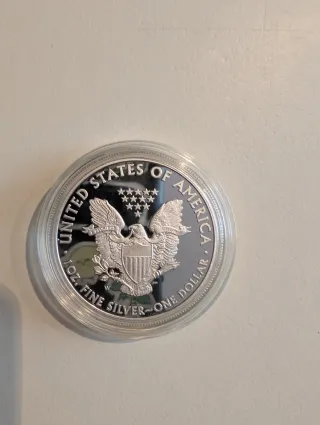 UNITED STATES OF AMERICA
1 OZ. FINE SILVER~ONE DOLLAR